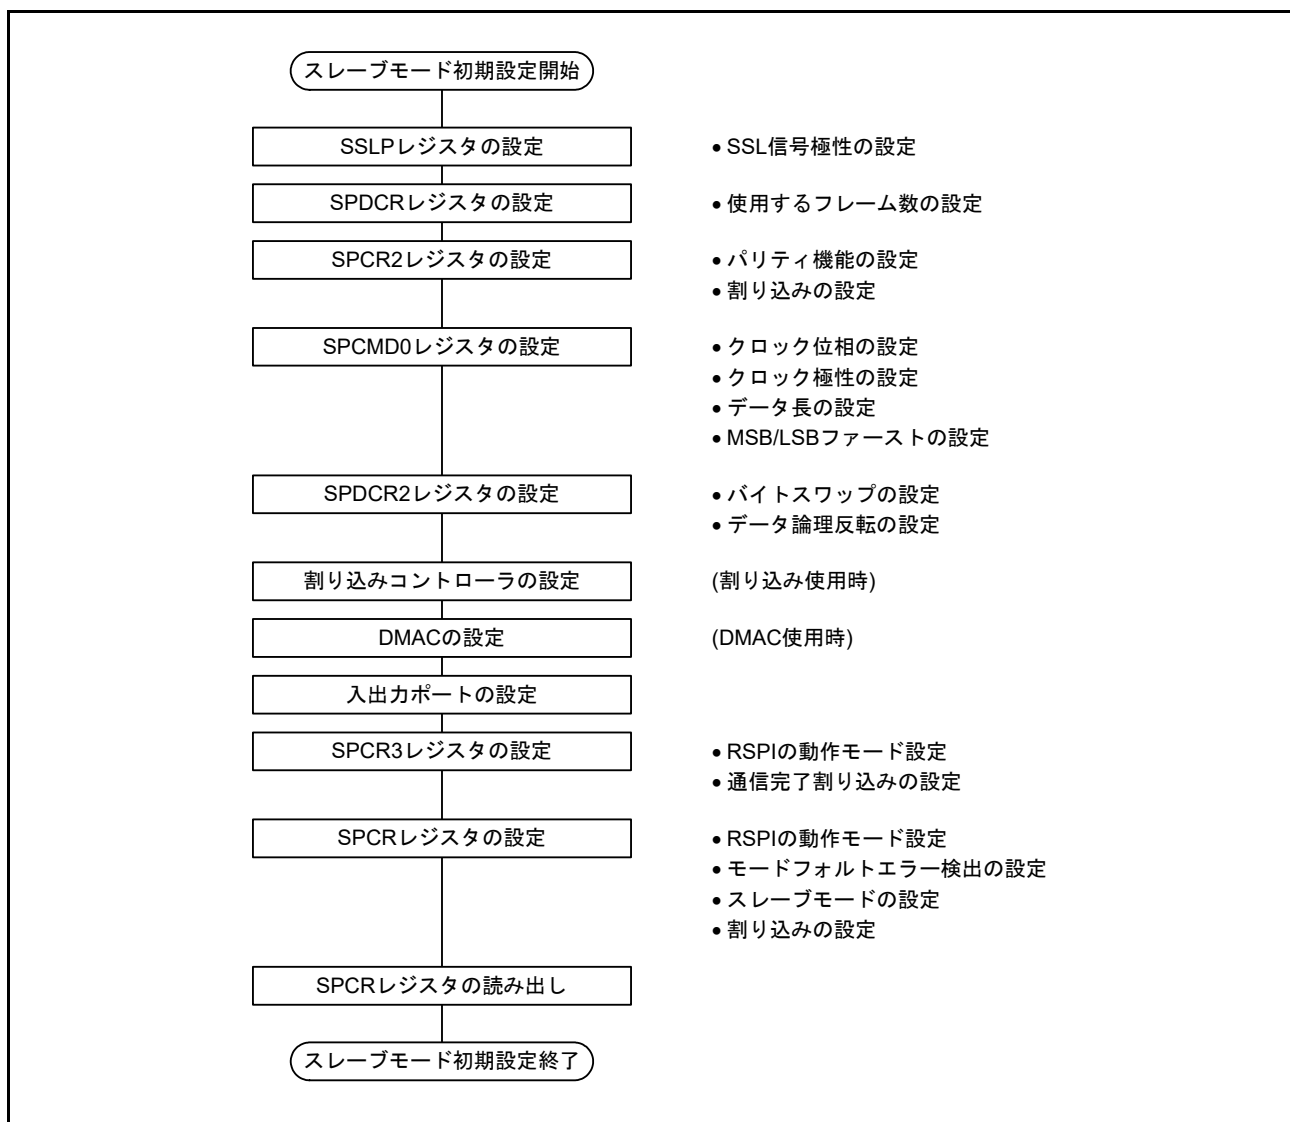 スレーブモード初期設定開始
SSLPレジスタの設定
• SSL信号極性の設定
SPDCRレジスタの設定
• 使用するフレーム数の設定
SPCR2レジスタの設定
• パリティ機能の設定
• 割り込みの設定
SPCMD0レジスタの設定
• クロック位相の設定
• クロック極性の設定
• データ長の設定
• MSB/LSBファーストの設定
SPDCR2レジスタの設定
• バイトスワップの設定
• データ論理反転の設定
割り込みコントローラの設定
(割り込み使用時)
DMACの設定
(DMAC使用時)
入出力ポートの設定
SPCR3レジスタの設定
• RSPIの動作モード設定
• 通信完了割り込みの設定
SPCRレジスタの設定
• RSPIの動作モード設定
• モードフォルトエラー検出の設定
• スレーブモードの設定
• 割り込みの設定
SPCRレジスタの読み出し
スレーブモード初期設定終了